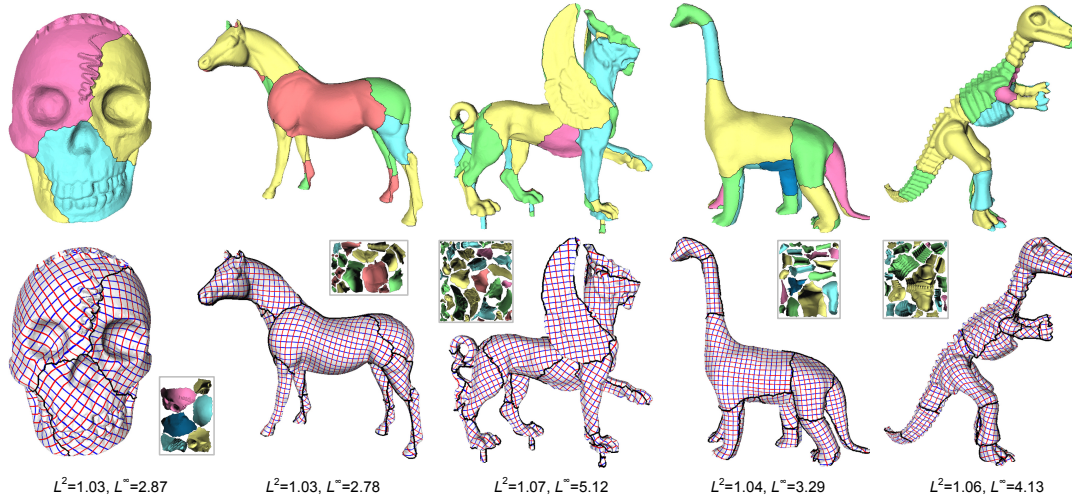 L²=1.03, L∞=2.87
L²=1.03, L∞=2.78
L²=1.07, L∞=5.12
L²=1.04, L∞=3.29
L²=1.06, L∞=4.13